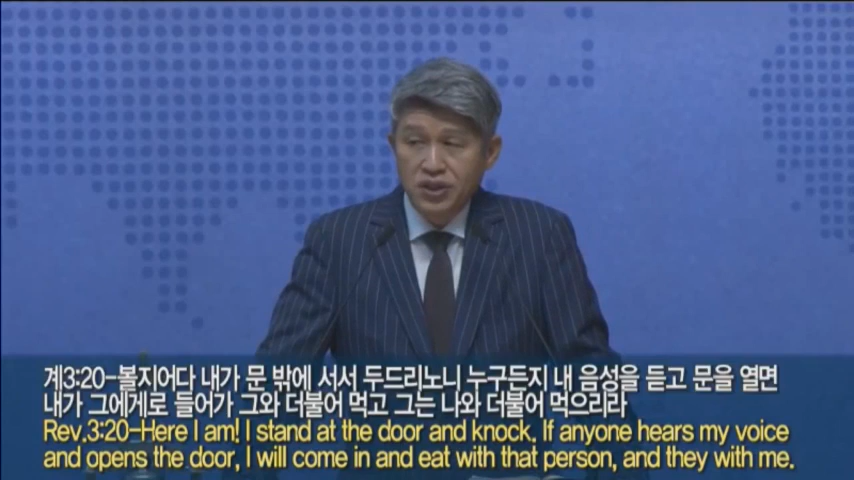 계3:20-볼지어다 내가 문 밖에 서서 두드리노니 누구든지 내 음성을 듣고 문을 열면
내가 그에게로 들어가 그와 더불어 먹고 그는 나와 더불어 먹으리라
Rev.3:20-Here I am! I stand at the door and knock. If anyone hears my voice
and opens the door, I will come in and eat with that person, and they with me.